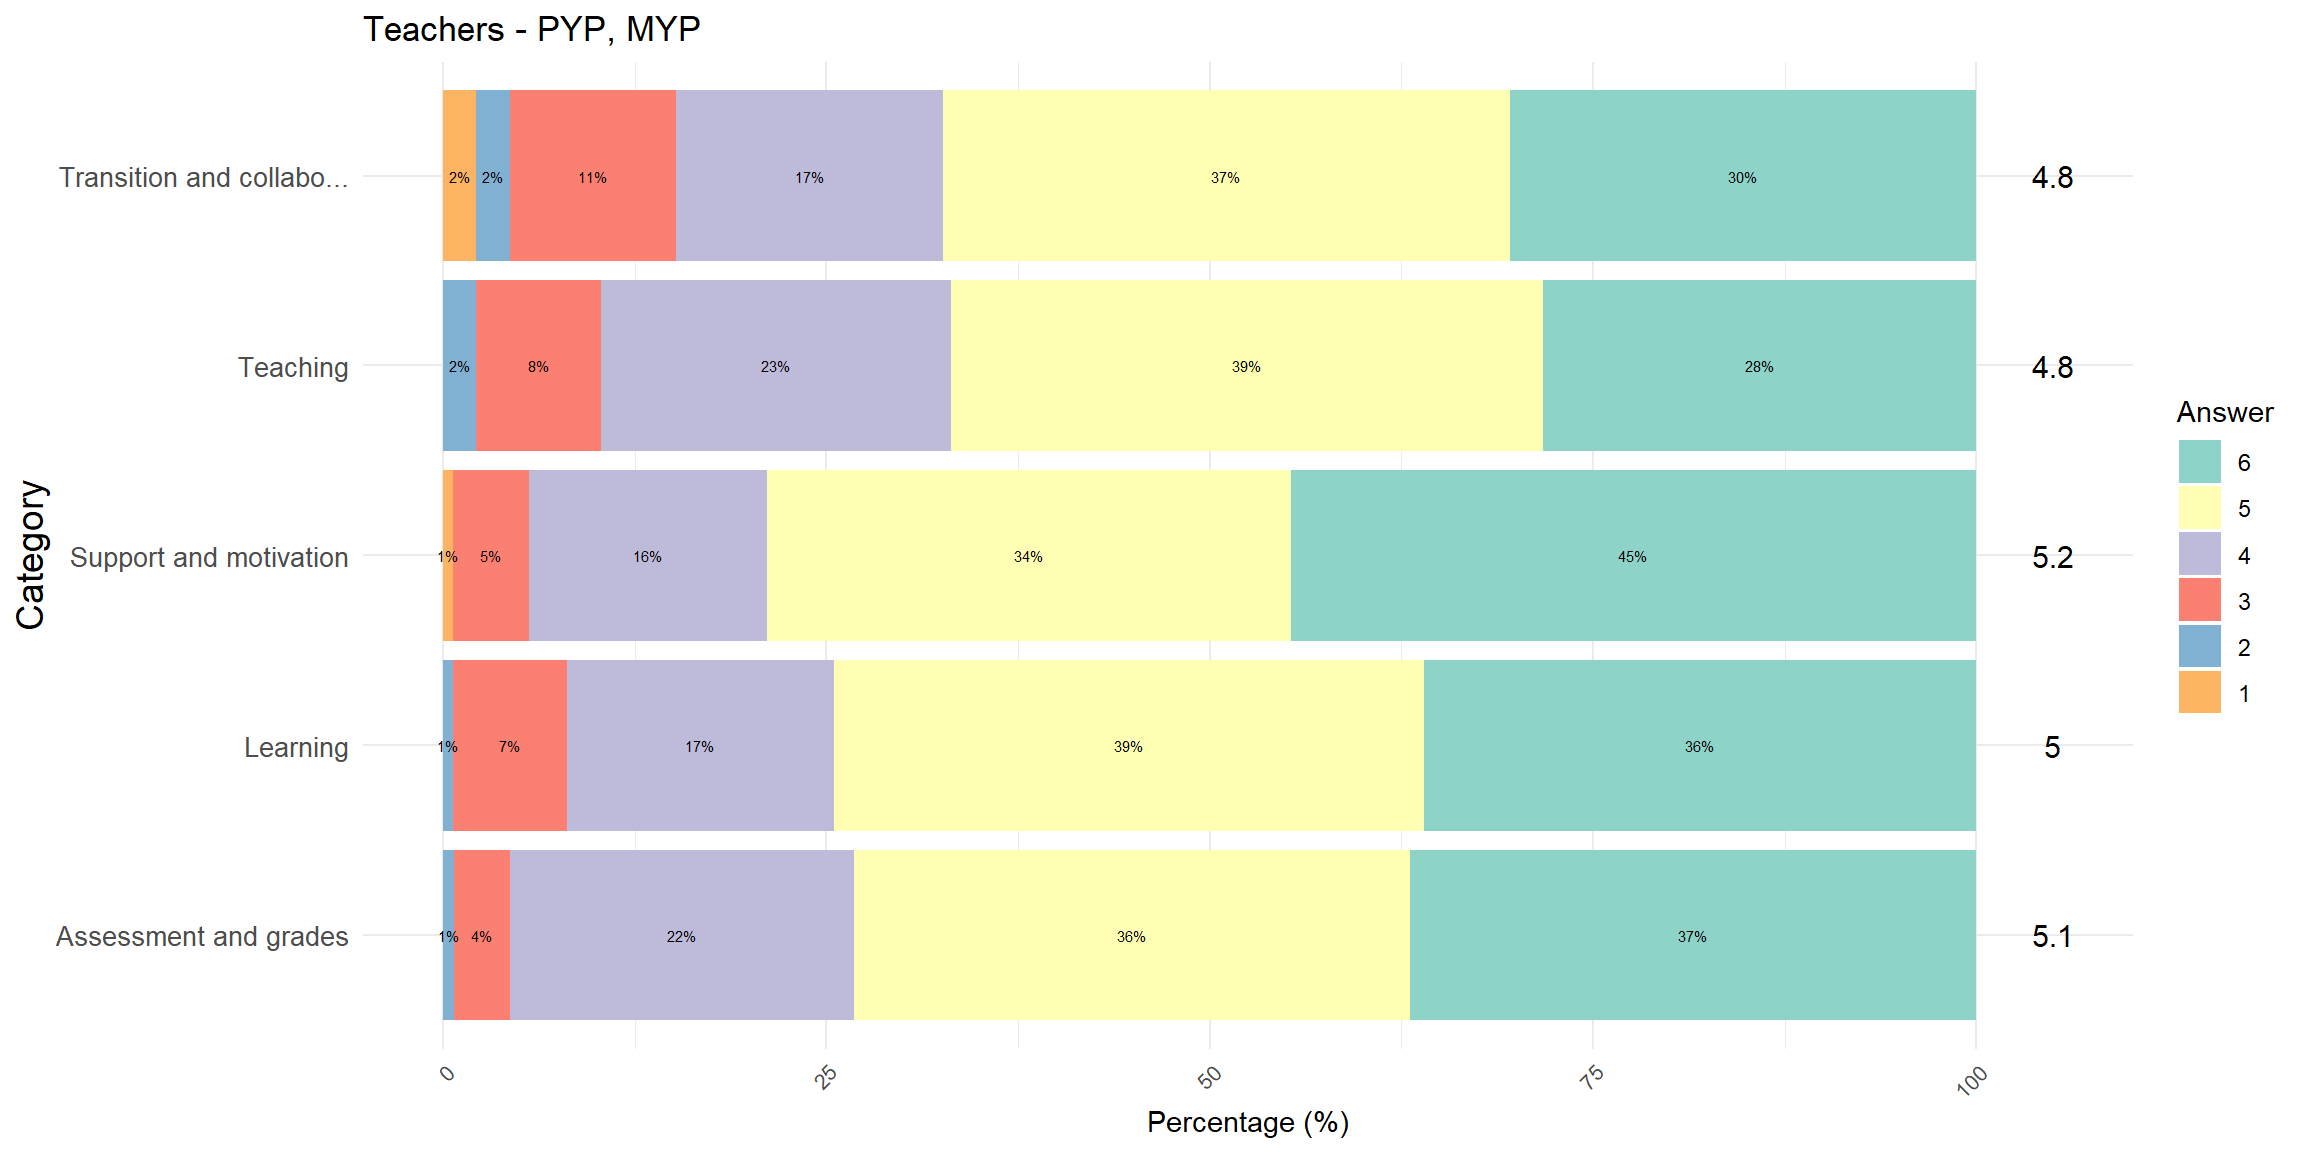 Teachers - PYP, MYP
Category
Transition and collabo... 2% 2% 11% 17% 37% 30% 4.8
Teaching 2% 8% 23% 39% 28% 4.8
Support and motivation 1% 5% 16% 34% 45% 5.2
Learning 1% 7% 17% 39% 36% 5
Assessment and grades 1% 4% 22% 36% 37% 5.1
0 25 50 75 100
Percentage (%)
Answer
6
5
4
3
2
1